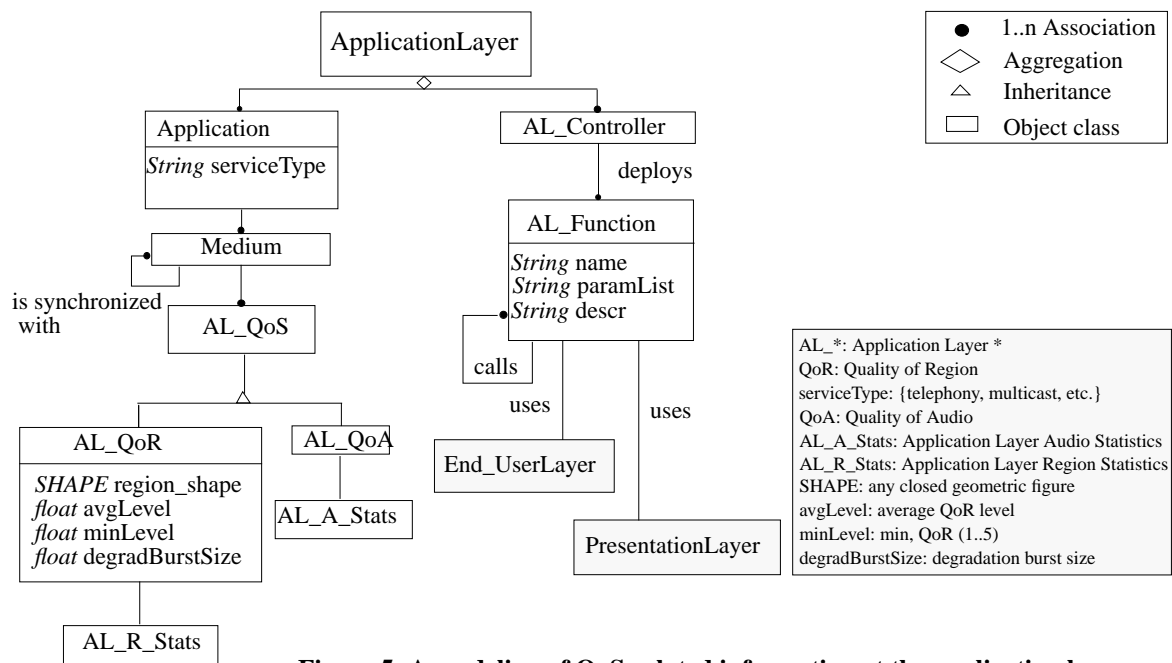 ApplicationLayer
1..n Association
Aggregation
Inheritance
Object class
Application
String serviceType
AL_Controller
deploys
AL_Function
String name
String paramList
String descr
calls
uses
uses
Medium
is synchronized
with
AL_QoS
AL_QoR
SHAPE region_shape
float avgLevel
float minLevel
float degradBurstSize
AL_QoA
AL_A_Stats
AL_R_Stats
End_UserLayer
PresentationLayer
AL_*: Application Layer *
QoR: Quality of Region
serviceType: {telephony, multicast, etc.}
QoA: Quality of Audio
AL_A_Stats: Application Layer Audio Statistics
AL_R_Stats: Application Layer Region Statistics
SHAPE: any closed geometric figure
avgLevel: average QoR level
minLevel: min, QoR (1..5)
degradBurstSize: degradation burst size